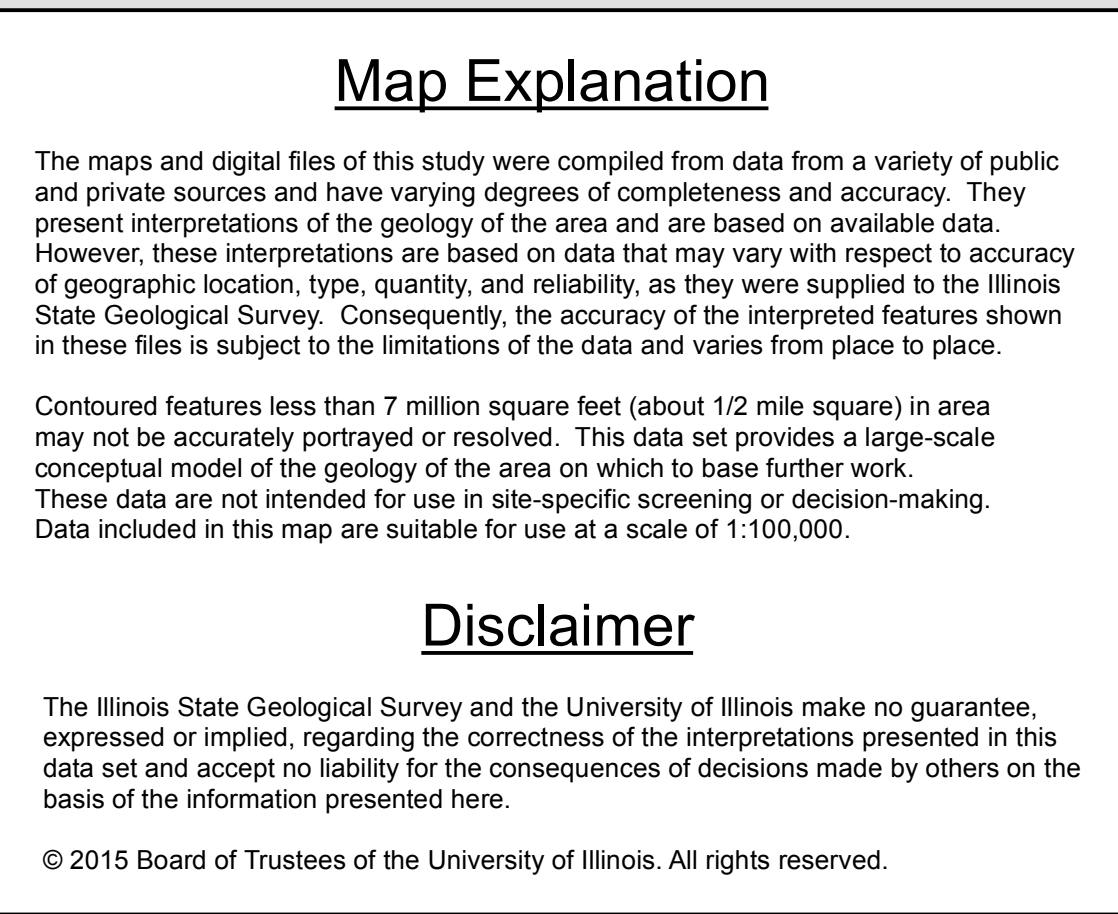 Map Explanation
The maps and digital files of this study were compiled from data from a variety of public
and private sources and have varying degrees of completeness and accuracy.  They
present interpretations of the geology of the area and are based on available data.
However, these interpretations are based on data that may vary with respect to accuracy
of geographic location, type, quantity, and reliability, as they were supplied to the Illinois
State Geological Survey.  Consequently, the accuracy of the interpreted features shown
in these files is subject to the limitations of the data and varies from place to place.
Contoured features less than 7 million square feet (about 1/2 mile square) in area
may not be accurately portrayed or resolved.  This data set provides a large-scale
conceptual model of the geology of the area on which to base further work.
These data are not intended for use in site-specific screening or decision-making.
Data included in this map are suitable for use at a scale of 1:100,000.
Disclaimer
The Illinois State Geological Survey and the University of Illinois make no guarantee,
expressed or implied, regarding the correctness of the interpretations presented in this
data set and accept no liability for the consequences of decisions made by others on the
basis of the information presented here.
© 2015 Board of Trustees of the University of Illinois. All rights reserved.